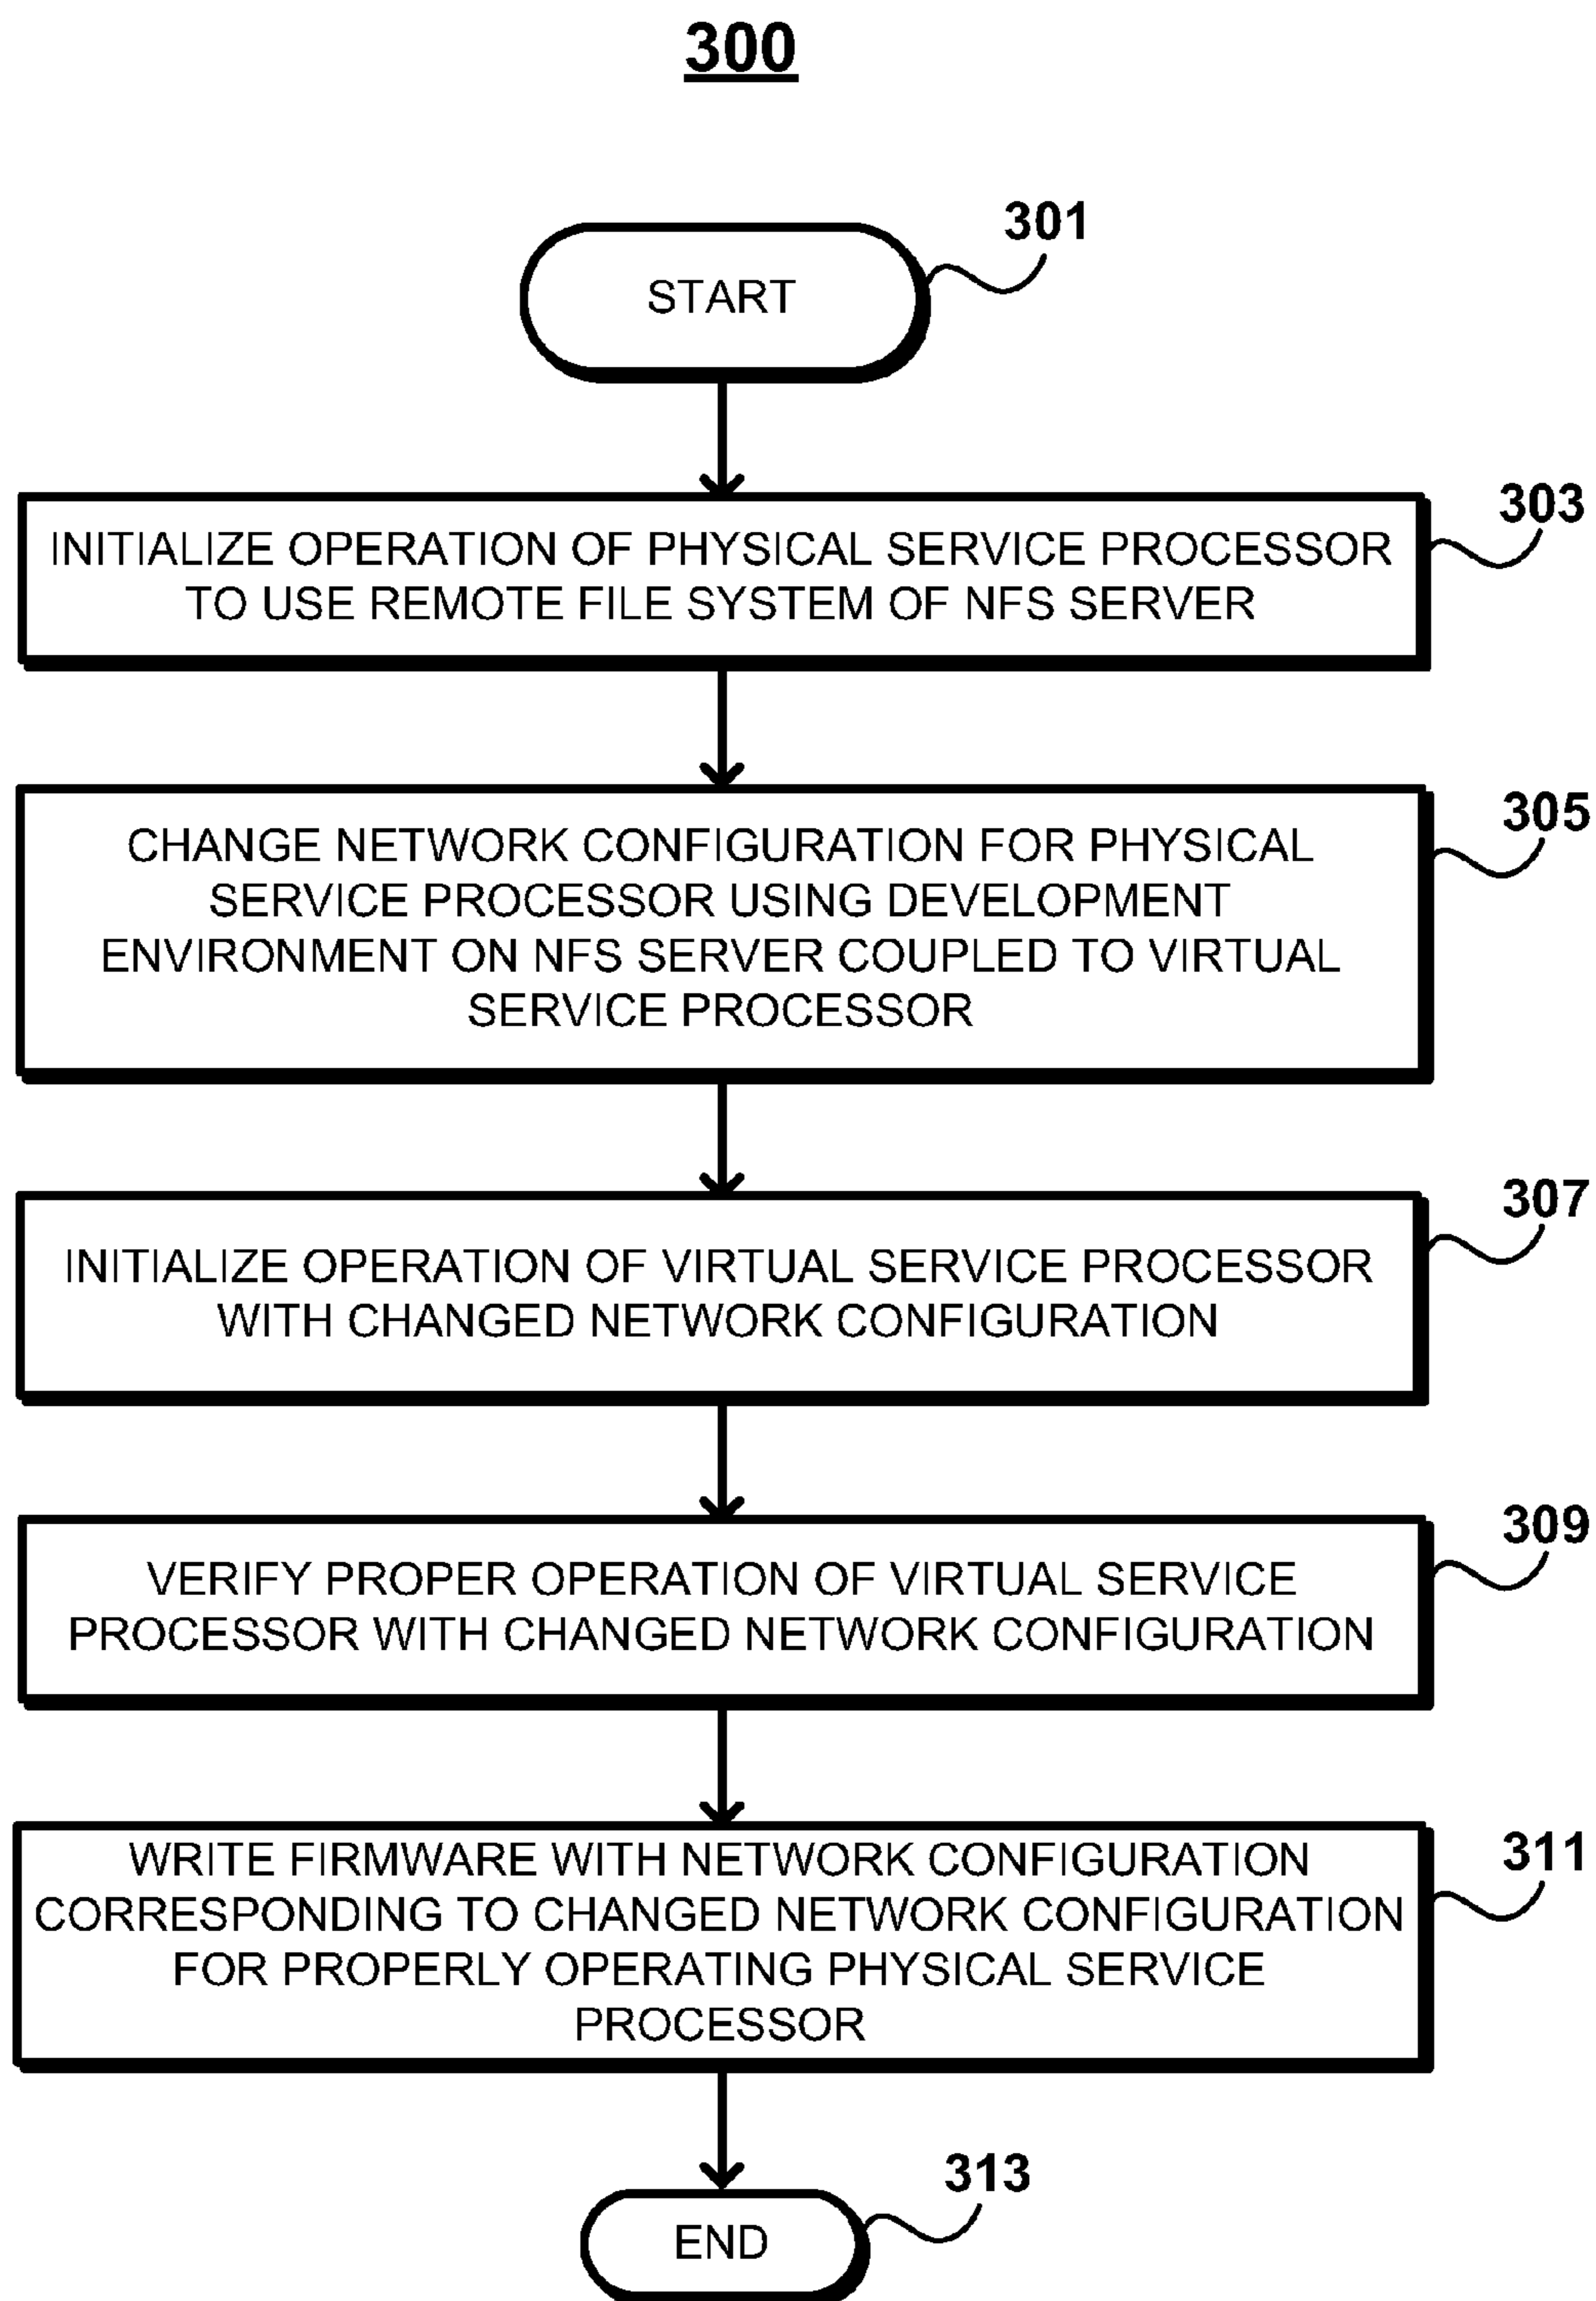 300
301
START
303
INITIALIZE OPERATION OF PHYSICAL SERVICE PROCESSOR
TO USE REMOTE FILE SYSTEM OF NFS SERVER
305
CHANGE NETWORK CONFIGURATION FOR PHYSICAL
SERVICE PROCESSOR USING DEVELOPMENT
ENVIRONMENT ON NFS SERVER COUPLED TO VIRTUAL
SERVICE PROCESSOR
307
INITIALIZE OPERATION OF VIRTUAL SERVICE PROCESSOR
WITH CHANGED NETWORK CONFIGURATION
309
VERIFY PROPER OPERATION OF VIRTUAL SERVICE
PROCESSOR WITH CHANGED NETWORK CONFIGURATION
311
WRITE FIRMWARE WITH NETWORK CONFIGURATION
CORRESPONDING TO CHANGED NETWORK CONFIGURATION
FOR PROPERLY OPERATING PHYSICAL SERVICE
PROCESSOR
313
END